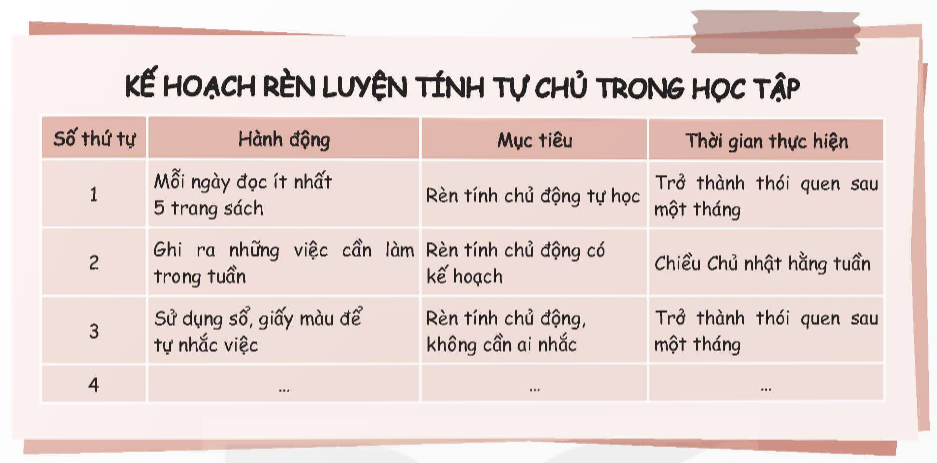 KẾ HOẠCH RÈN LUYỆN TÍNH TỰ CHỦ TRONG HỌC TẬP
Số thứ tự Hành động Mục tiêu Thời gian thực hiện
1
Mỗi ngày đọc ít nhất
5 trang sách
Rèn tính chủ động tự học
Trở thành thói quen sau
một tháng
2
Ghi ra những việc cần làm
trong tuần
Rèn tính chủ động có
kế hoạch
Chiều Chủ nhật hằng tuần
3
Sử dụng sổ, giấy màu để
tự nhắc việc
Rèn tính chủ động,
không cần ai nhắc
Trở thành thói quen sau
một tháng
4 ... ... ...